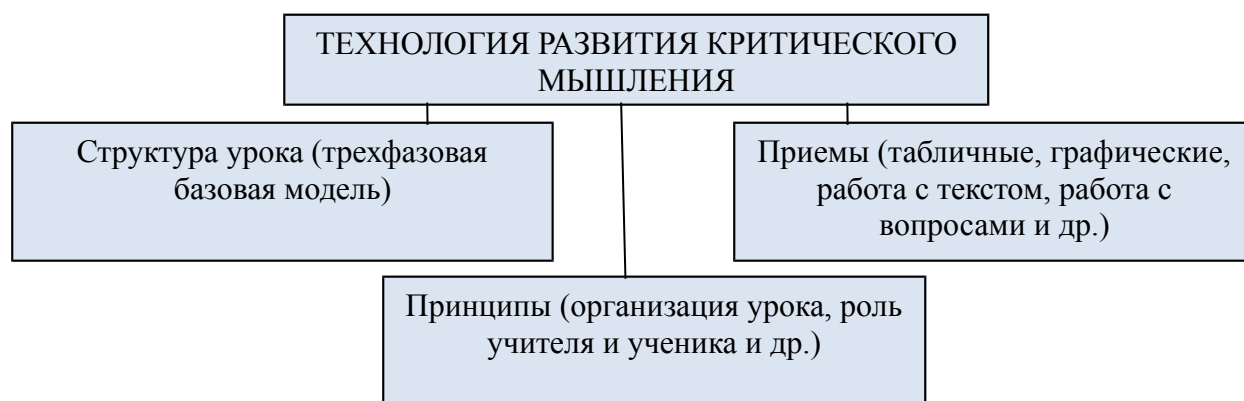 ТЕХНОЛОГИЯ РАЗВИТИЯ КРИТИЧЕСКОГО
МЫШЛЕНИЯ
Структура урока (трехфазовая
базовая модель)
Приемы (табличные, графические,
работа с текстом, работа с
вопросами и др.)
Принципы (организация урока, роль
учителя и ученика и др.)